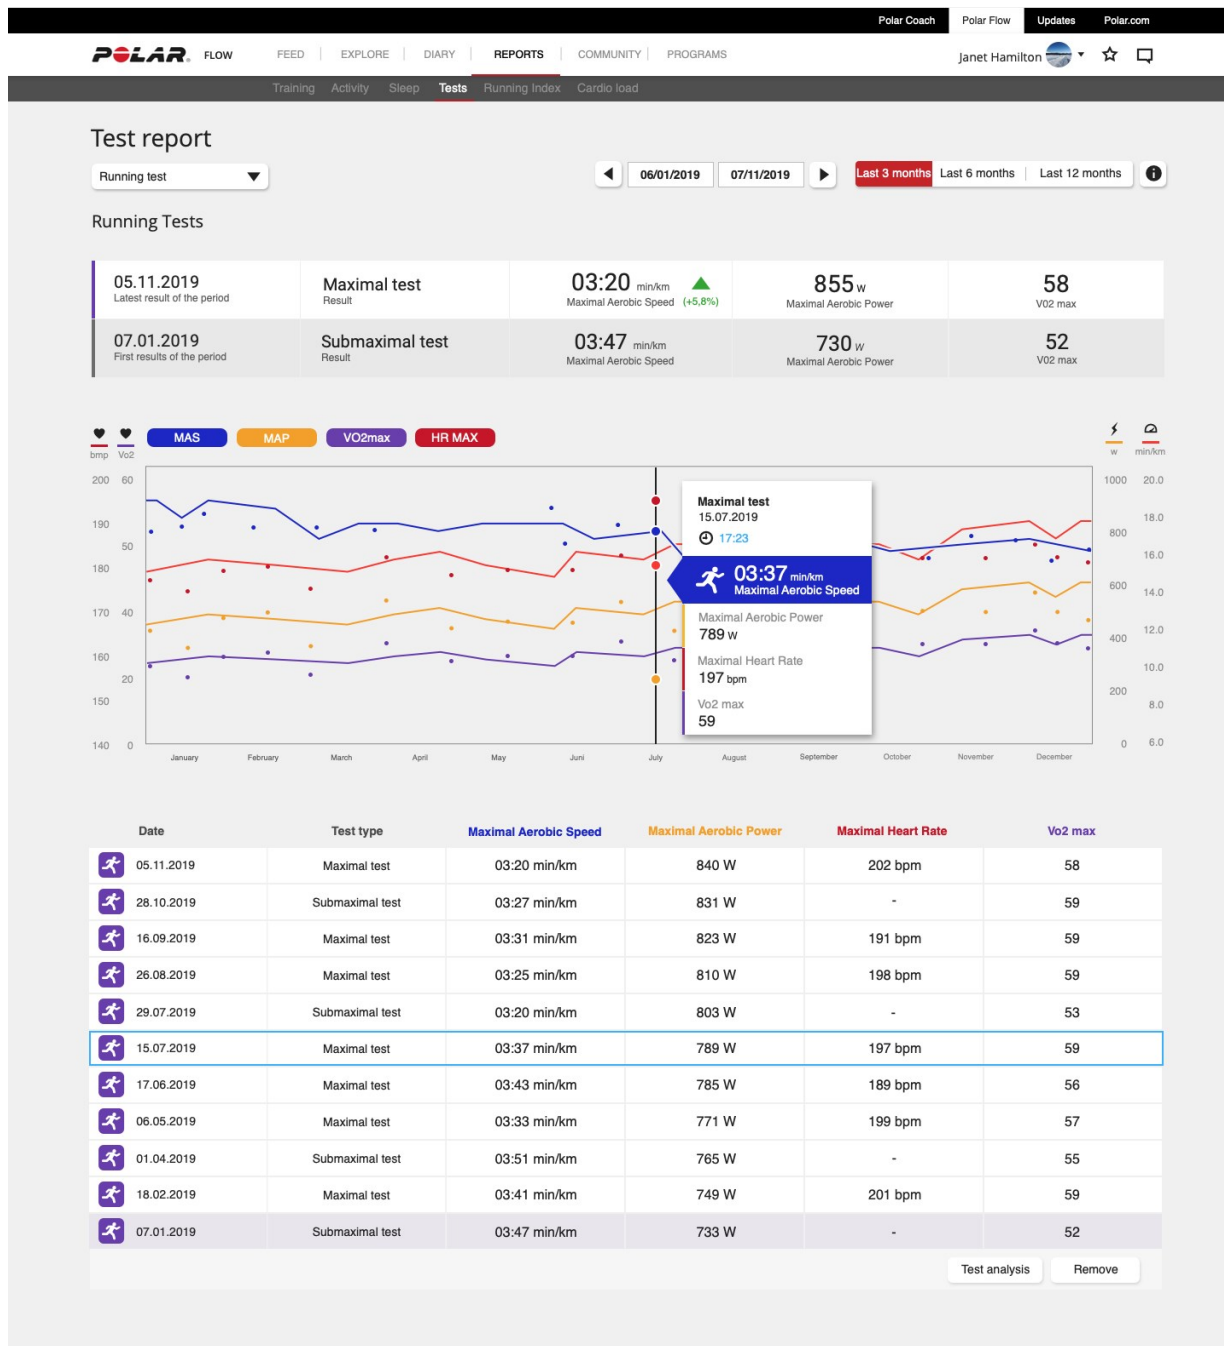 Polar Coach Polar Flow Updates Polar.com
POLAR. FLOW FEED EXPLORE DIARY REPORTS COMMUNITY PROGRAMS Janet Hamilton
Training Activity Sleep Tests Running Index Cardio load
Test report
Running test 06/01/2019 07/11/2019 Last 3 months Last 6 months Last 12 months
Running Tests
05.11.2019 Maximal test 03:20 min/km 855 w 58
Latest result of the period Result Maximal Aerobic Speed (+5,8%) Maximal Aerobic Power V02 max
07.01.2019 Submaximal test 03:47 min/km 730 w 52
First results of the period Result Maximal Aerobic Speed Maximal Aerobic Power V02 max
MAS MAP VO2max HR MAX
bmp Vo2 w min/km
200 60 1000 20.0
190 18.0
800
50 16.0
180
600 14.0
170 40
400 12.0
160 10.0
20 200
150 8.0
140 0 0 6.0
Maximal test
15.07.2019
17:23
03:37 min/km
Maximal Aerobic Speed
Maximal Aerobic Power
789 w
Maximal Heart Rate
197 bpm
Vo2 max
59
January February March April May Juni July August September October November December
Date Test type Maximal Aerobic Speed Maximal Aerobic Power Maximal Heart Rate Vo2 max
05.11.2019 Maximal test 03:20 min/km 840 W 202 bpm 58
28.10.2019 Submaximal test 03:27 min/km 831 W - 59
16.09.2019 Maximal test 03:31 min/km 823 W 191 bpm 59
26.08.2019 Maximal test 03:25 min/km 810 W 198 bpm 59
29.07.2019 Submaximal test 03:20 min/km 803 W - 53
15.07.2019 Maximal test 03:37 min/km 789 W 197 bpm 59
17.06.2019 Maximal test 03:43 min/km 785 W 189 bpm 56
06.05.2019 Maximal test 03:33 min/km 771 W 199 bpm 57
01.04.2019 Submaximal test 03:51 min/km 765 W - 55
18.02.2019 Maximal test 03:41 min/km 749 W 201 bpm 59
07.01.2019 Submaximal test 03:47 min/km 733 W - 52
Test analysis Remove